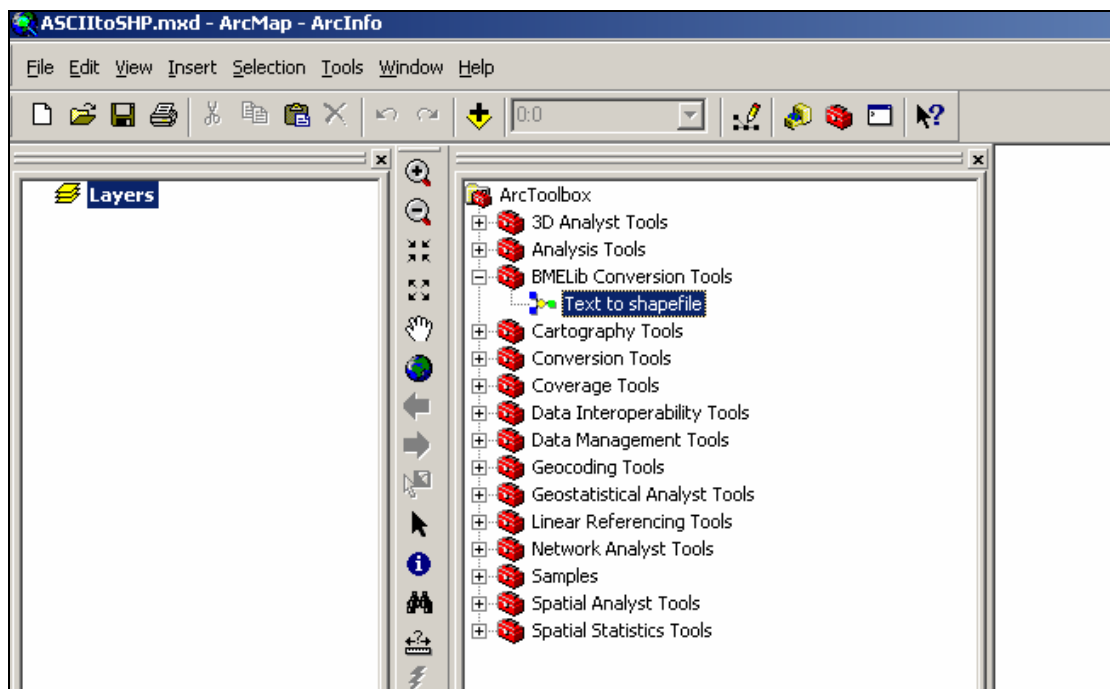 ASCIItoSHP.mxd - ArcMap - ArcInfo
File Edit View Insert Selection Tools Window Help
0:0
Layers
ArcToolbox
3D Analyst Tools
Analysis Tools
BMELib Conversion Tools
Text to shapefile
Cartography Tools
Conversion Tools
Coverage Tools
Data Interoperability Tools
Data Management Tools
Geocoding Tools
Geostatistical Analyst Tools
Linear Referencing Tools
Network Analyst Tools
Samples
Spatial Analyst Tools
Spatial Statistics Tools